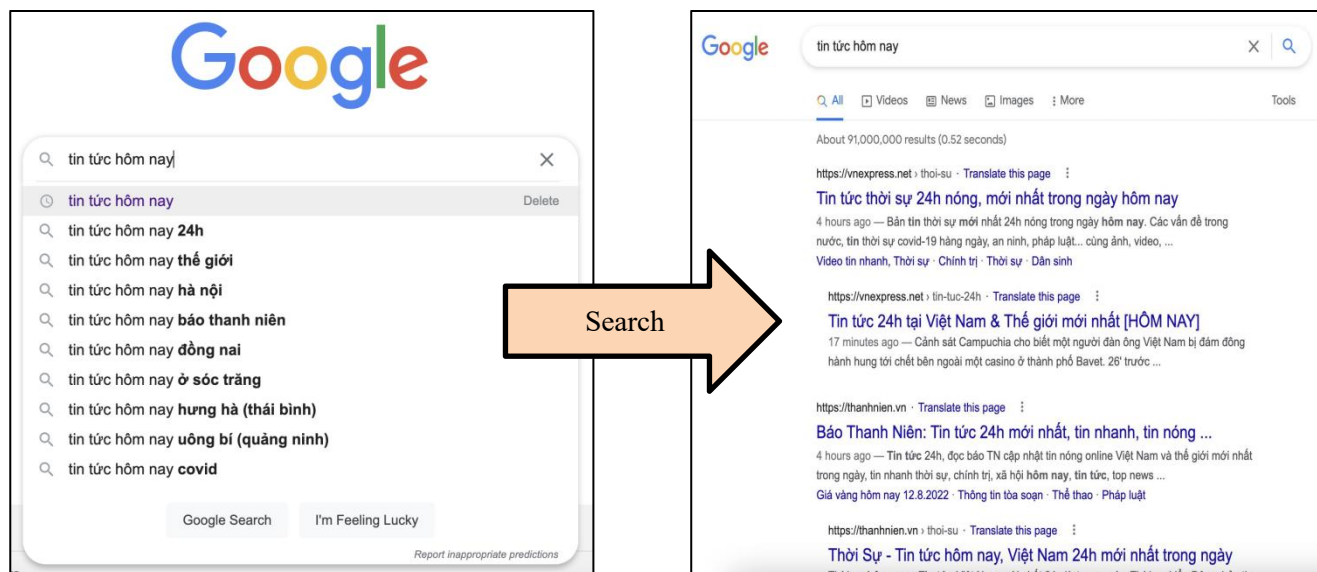 Google
tin tức hôm nay
tin tức hôm nay Delete
tin tức hôm nay 24h
tin tức hôm nay thế giới
tin tức hôm nay hà nội
tin tức hôm nay báo thanh niên
tin tức hôm nay đồng nai
tin tức hôm nay ở sóc trăng
tin tức hôm nay hưng hà (thái bình)
tin tức hôm nay uông bí (quảng ninh)
tin tức hôm nay covid
Google Search I'm Feeling Lucky
Report inappropriate predictions
Search
Google tin tức hôm nay
All Videos News Images More Tools
About 91,000,000 results (0.52 seconds)
https://vnexpress.net › thoi-su · Translate this page
Tin tức thời sự 24h nóng, mới nhất trong ngày hôm nay
4 hours ago — Bản tin thời sự mới nhất 24h nóng trong ngày hôm nay. Các vấn đề trong
nước, tin thời sự covid-19 hàng ngày, an ninh, pháp luật... cùng ảnh, video, ...
Video tin nhanh, Thời sự · Chính trị · Thời sự · Dân sinh
https://vnexpress.net › tin-tuc-24h · Translate this page
Tin tức 24h tại Việt Nam & Thế giới mới nhất [HÔM NAY]
17 minutes ago — Cảnh sát Campuchia cho biết một người đàn ông Việt Nam bị đám đông
hành hung tới chết bên ngoài một casino ở thành phố Bavet. 26' trước ...
https://thanhnien.vn · Translate this page
Báo Thanh Niên: Tin tức 24h mới nhất, tin nhanh, tin nóng ...
4 hours ago — Tin tức 24h, đọc báo TN cập nhật tin nóng online Việt Nam và thế giới mới nhất
trong ngày, tin nhanh thời sự, chính trị, xã hội hôm nay, tin tức, top news ...
Giá vàng hôm nay 12.8.2022 · Thông tin tòa soạn · Thể thao · Pháp luật
https://thanhnien.vn › thoi-su · Translate this page
Thời Sự - Tin tức hôm nay, Việt Nam 24h mới nhất trong ngày